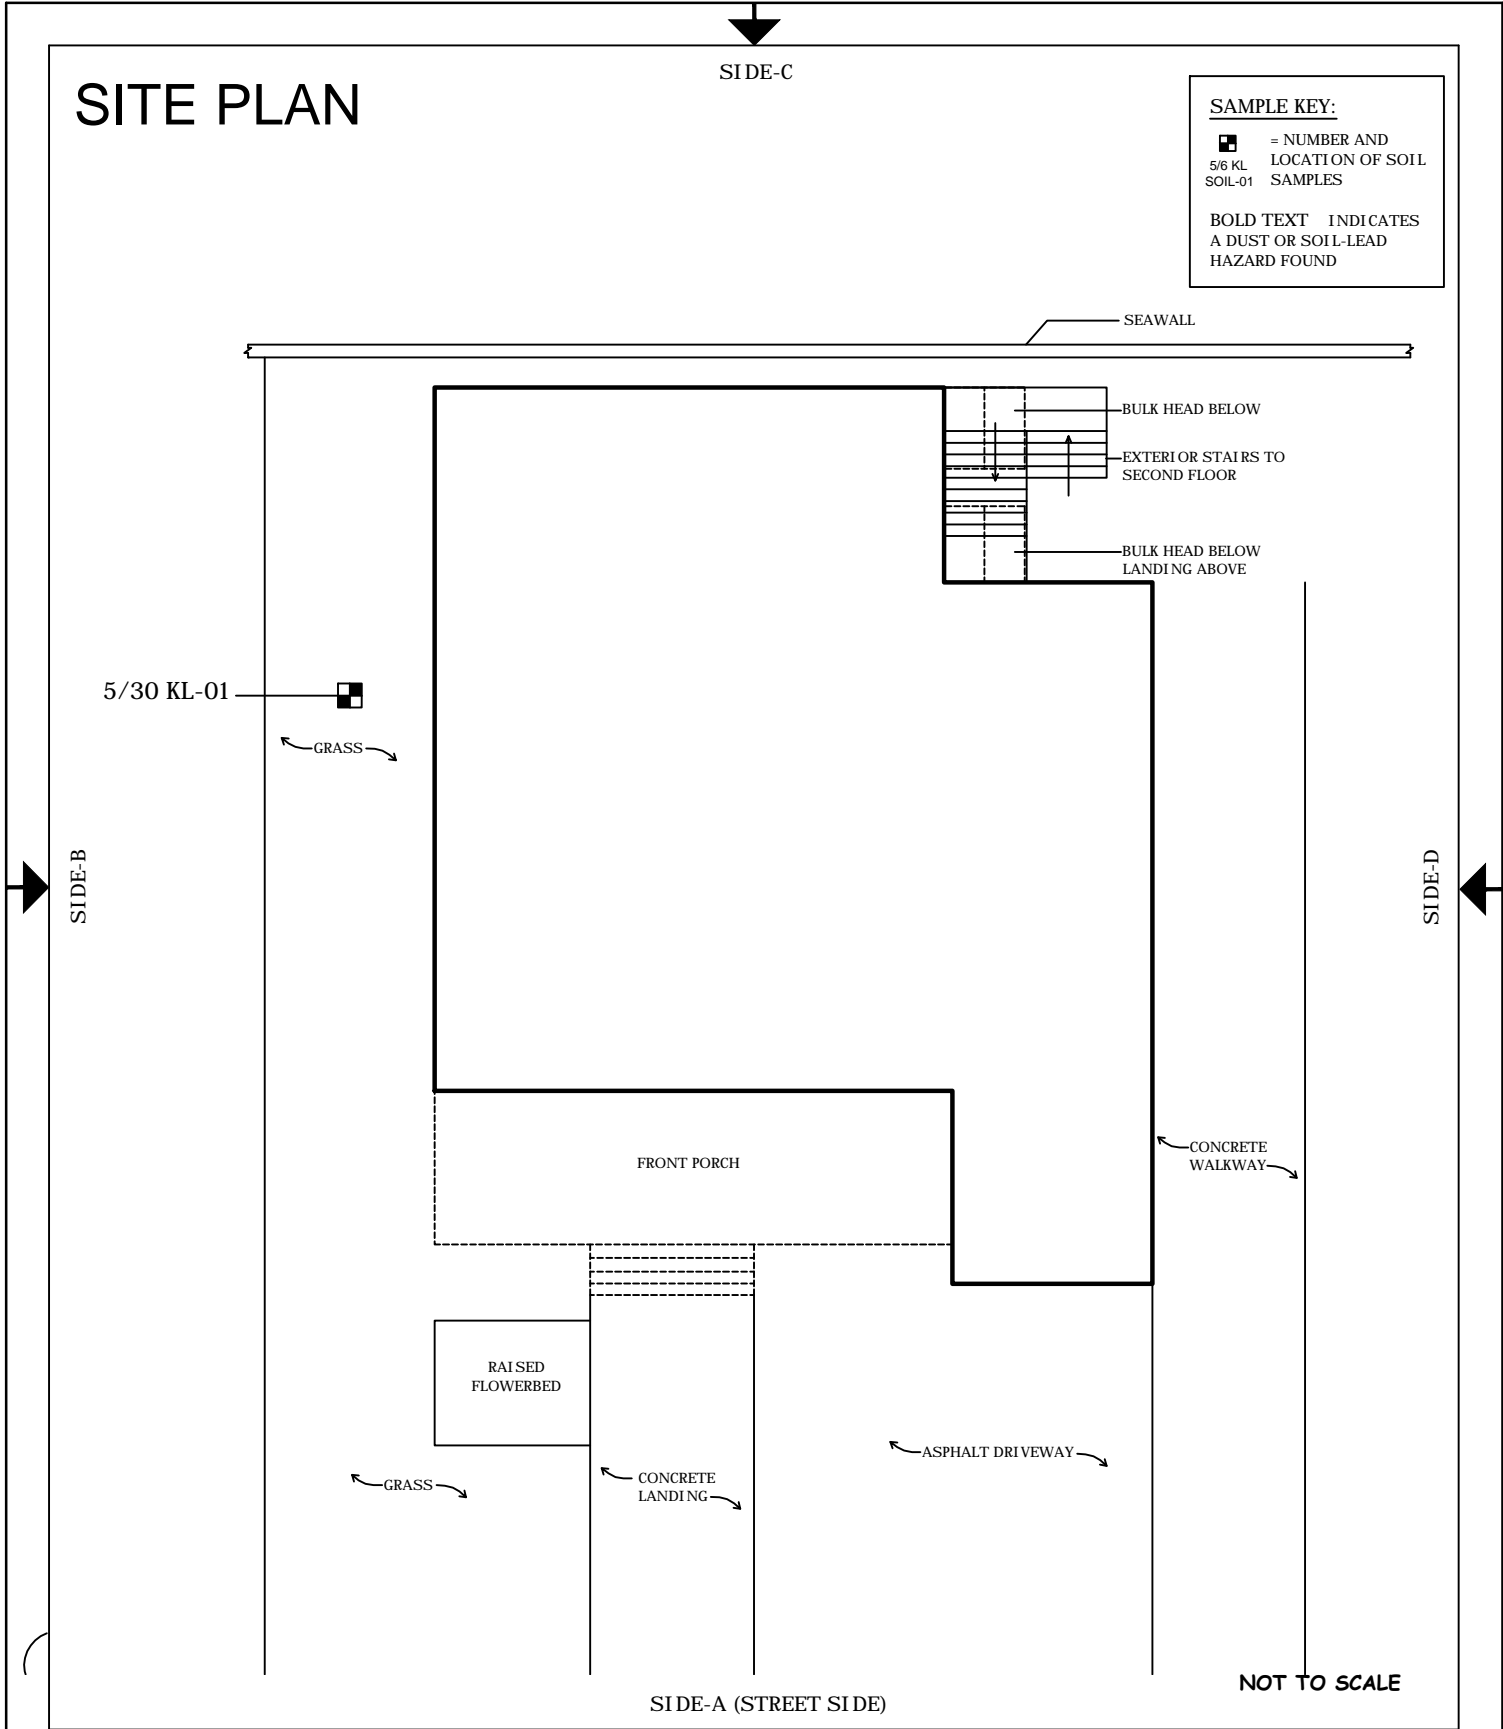 SIDE-C
SITE PLAN
SAMPLE KEY:
= NUMBER AND
5/6 KL LOCATION OF SOIL
SOIL-01 SAMPLES
BOLD TEXT INDICATES
A DUST OR SOIL-LEAD
HAZARD FOUND
SEAWALL
BULK HEAD BELOW
EXTERIOR STAIRS TO
SECOND FLOOR
BULK HEAD BELOW
LANDING ABOVE
5/30 KL-01
GRASS
SIDE-B
SIDE-D
CONCRETE
WALKWAY
FRONT PORCH
RAISED
FLOWERBED
ASPHALT DRIVEWAY
GRASS
CONCRETE
LANDING
NOT TO SCALE
SIDE-A (STREET SIDE)